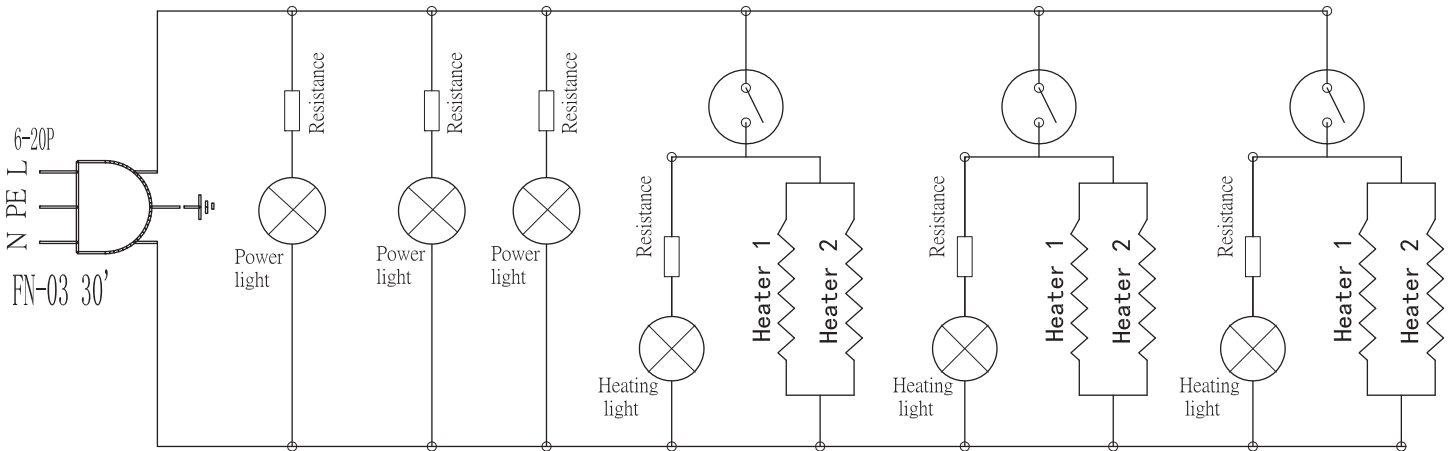 6-20P
L
PE
N
FN-03 30'
Resistance
Power
light
Resistance
Power
light
Resistance
Power
light
Resistance
Heating
light
Heater 1
Heater 2
Resistance
Heating
light
Heater 1
Heater 2
Resistance
Heating
light
Heater 1
Heater 2